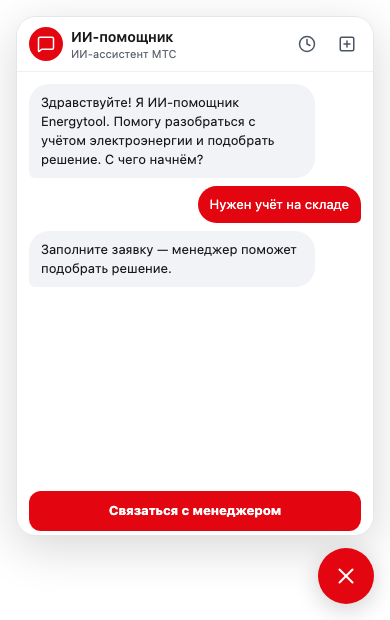 ИИ-помощник
ИИ-ассистент МТС
Здравствуйте! Я ИИ-помощник
Energytool. Помогу разобраться с
учётом электроэнергии и подобрать
решение. С чего начнём?
Нужен учёт на складе
Заполните заявку — менеджер поможет
подобрать решение.
Связаться с менеджером